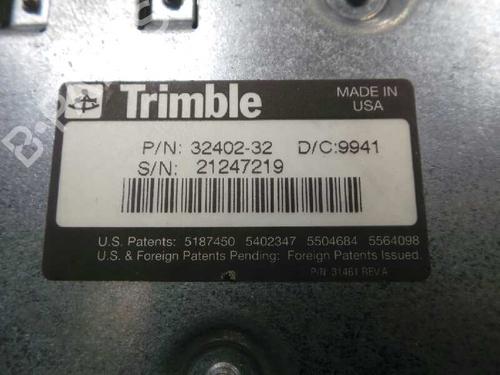 Trimble
MADE IN
USA
P/N: 32402-32 D/C:9941
S/N: 21247219
U.S. Patents: 5187450 5402347 5504684 5564098
U.S. & Foreign Patents Pending: Foreign Patents Issued.
P/N 31461 REV A